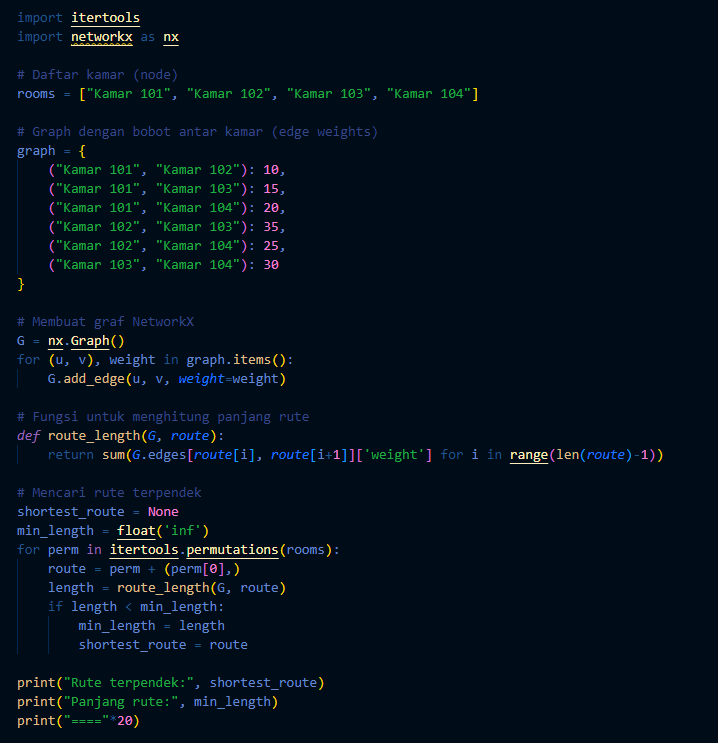 import itertools
import networkx as nx

# Daftar kamar (node)
rooms = ["Kamar 101", "Kamar 102", "Kamar 103", "Kamar 104"]

# Graph dengan bobot antar kamar (edge weights)
graph = {
    ("Kamar 101", "Kamar 102"): 10,
    ("Kamar 101", "Kamar 103"): 15,
    ("Kamar 101", "Kamar 104"): 20,
    ("Kamar 102", "Kamar 103"): 35,
    ("Kamar 102", "Kamar 104"): 25,
    ("Kamar 103", "Kamar 104"): 30
}

# Membuat graf NetworkX
G = nx.Graph()
for (u, v), weight in graph.items():
    G.add_edge(u, v, weight=weight)

# Fungsi untuk menghitung panjang rute
def route_length(G, route):
    return sum(G.edges[route[i], route[i+1]]['weight'] for i in range(len(route)-1))

# Mencari rute terpendek
shortest_route = None
min_length = float('inf')
for perm in itertools.permutations(rooms):
    route = perm + (perm[0],)
    length = route_length(G, route)
    if length < min_length:
        min_length = length
        shortest_route = route

print("Rute terpendek:", shortest_route)
print("Panjang rute:", min_length)
print("===="*20)